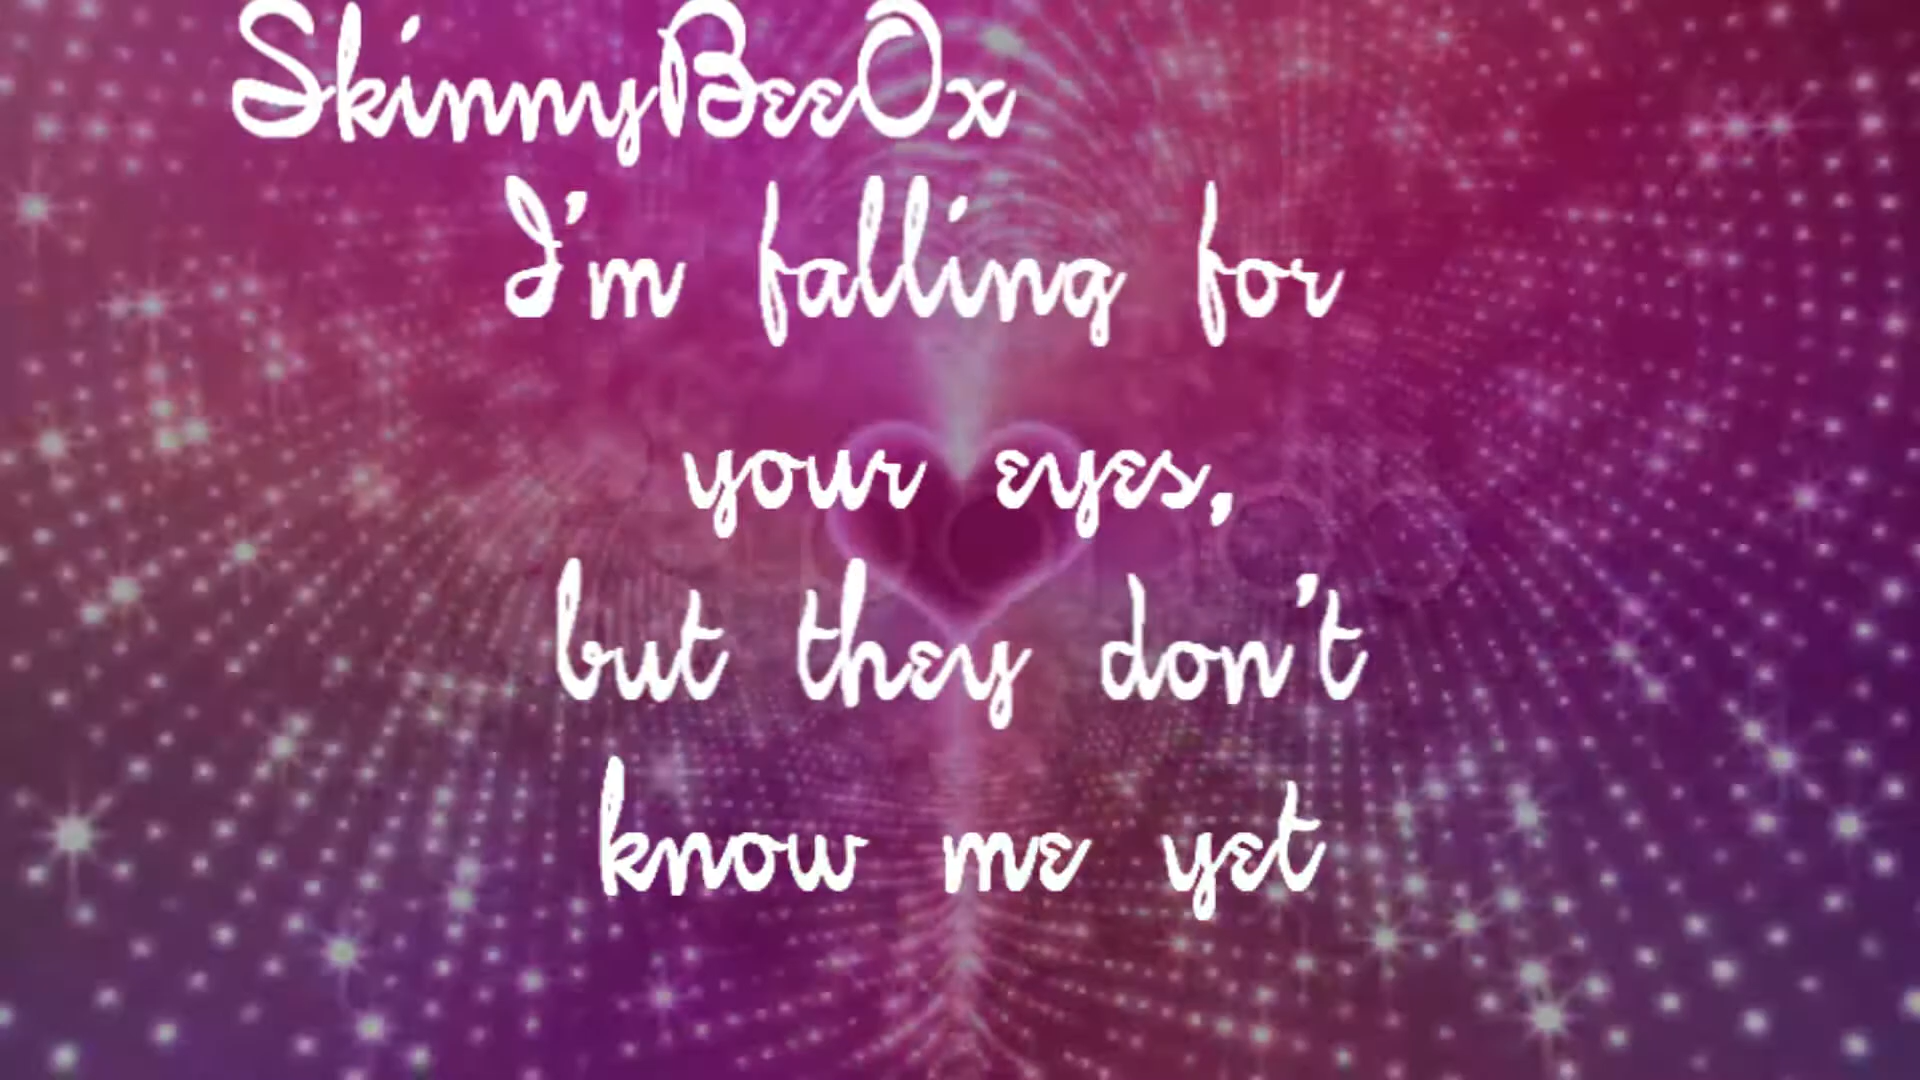 SkinnyBeeOx
I'm falling for
your eyes,
but they don't
know me yet